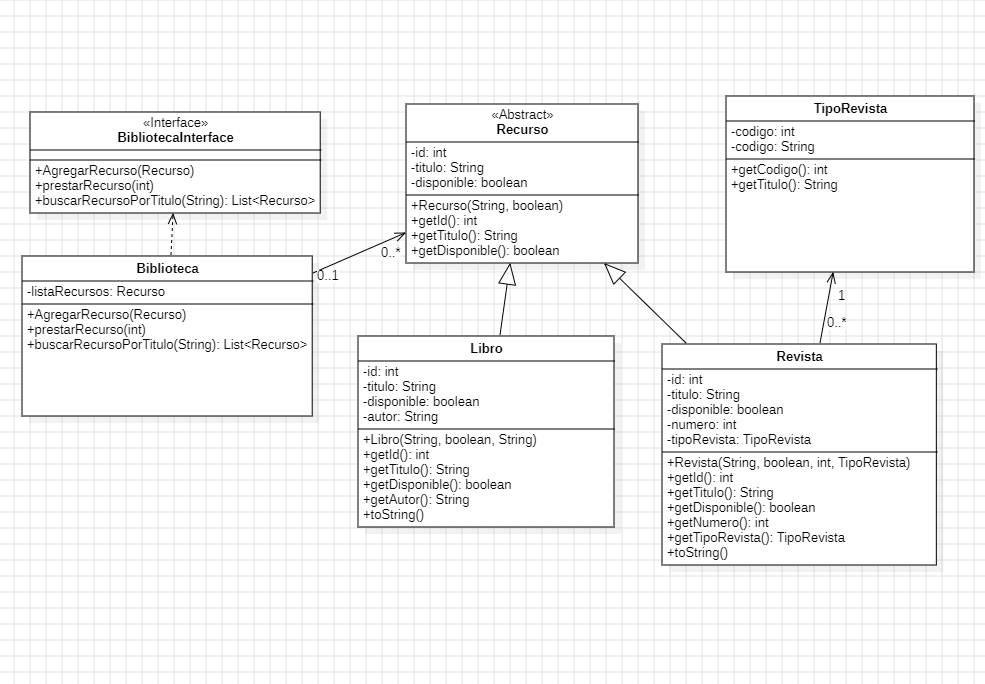 «Interface»
BibliotecaInterface
+AgregarRecurso(Recurso)
+prestarRecurso(int)
+buscarRecursoPorTitulo(String): List<Recurso>
Biblioteca
-listaRecursos: Recurso
+AgregarRecurso(Recurso)
+prestarRecurso(int)
+buscarRecursoPorTitulo(String): List<Recurso>
0..1
0..*
«Abstract»
Recurso
-id: int
-titulo: String
-disponible: boolean
+Recurso(String, boolean)
+getId(): int
+getTitulo(): String
+getDisponible(): boolean
TipoRevista
-codigo: int
-codigo: String
+getCodigo(): int
+getTitulo(): String
1
0..*
Libro
-id: int
-titulo: String
-disponible: boolean
-autor: String
+Libro(String, boolean, String)
+getId(): int
+getTitulo(): String
+getDisponible(): boolean
+getAutor(): String
+toString()
Revista
-id: int
-titulo: String
-disponible: boolean
-numero: int
-tipoRevista: TipoRevista
+Revista(String, boolean, int, TipoRevista)
+getId(): int
+getTitulo(): String
+getDisponible(): boolean
+getNumero(): int
+getTipoRevista(): TipoRevista
+toString()